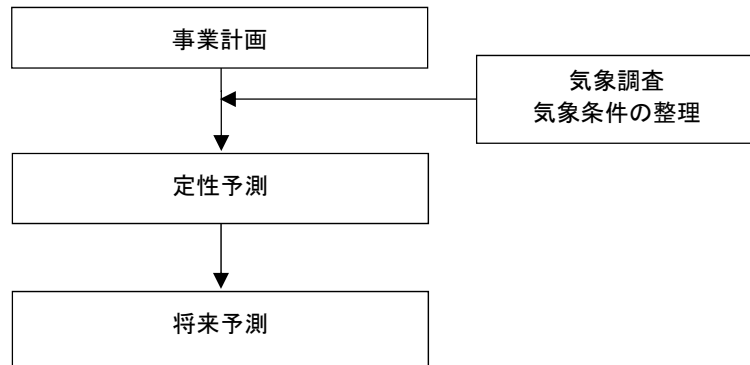 事業計画
気象調査
気象条件の整理
定性予測
将来予測